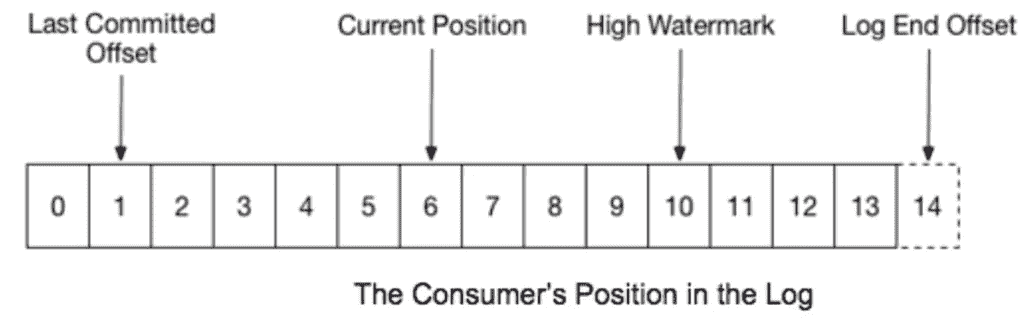 Last Committed
Offset
Current Position
High Watermark
Log End Offset
0 1 2 3 4 5 6 7 8 9 10 11 12 13 14
The Consumer's Position in the Log